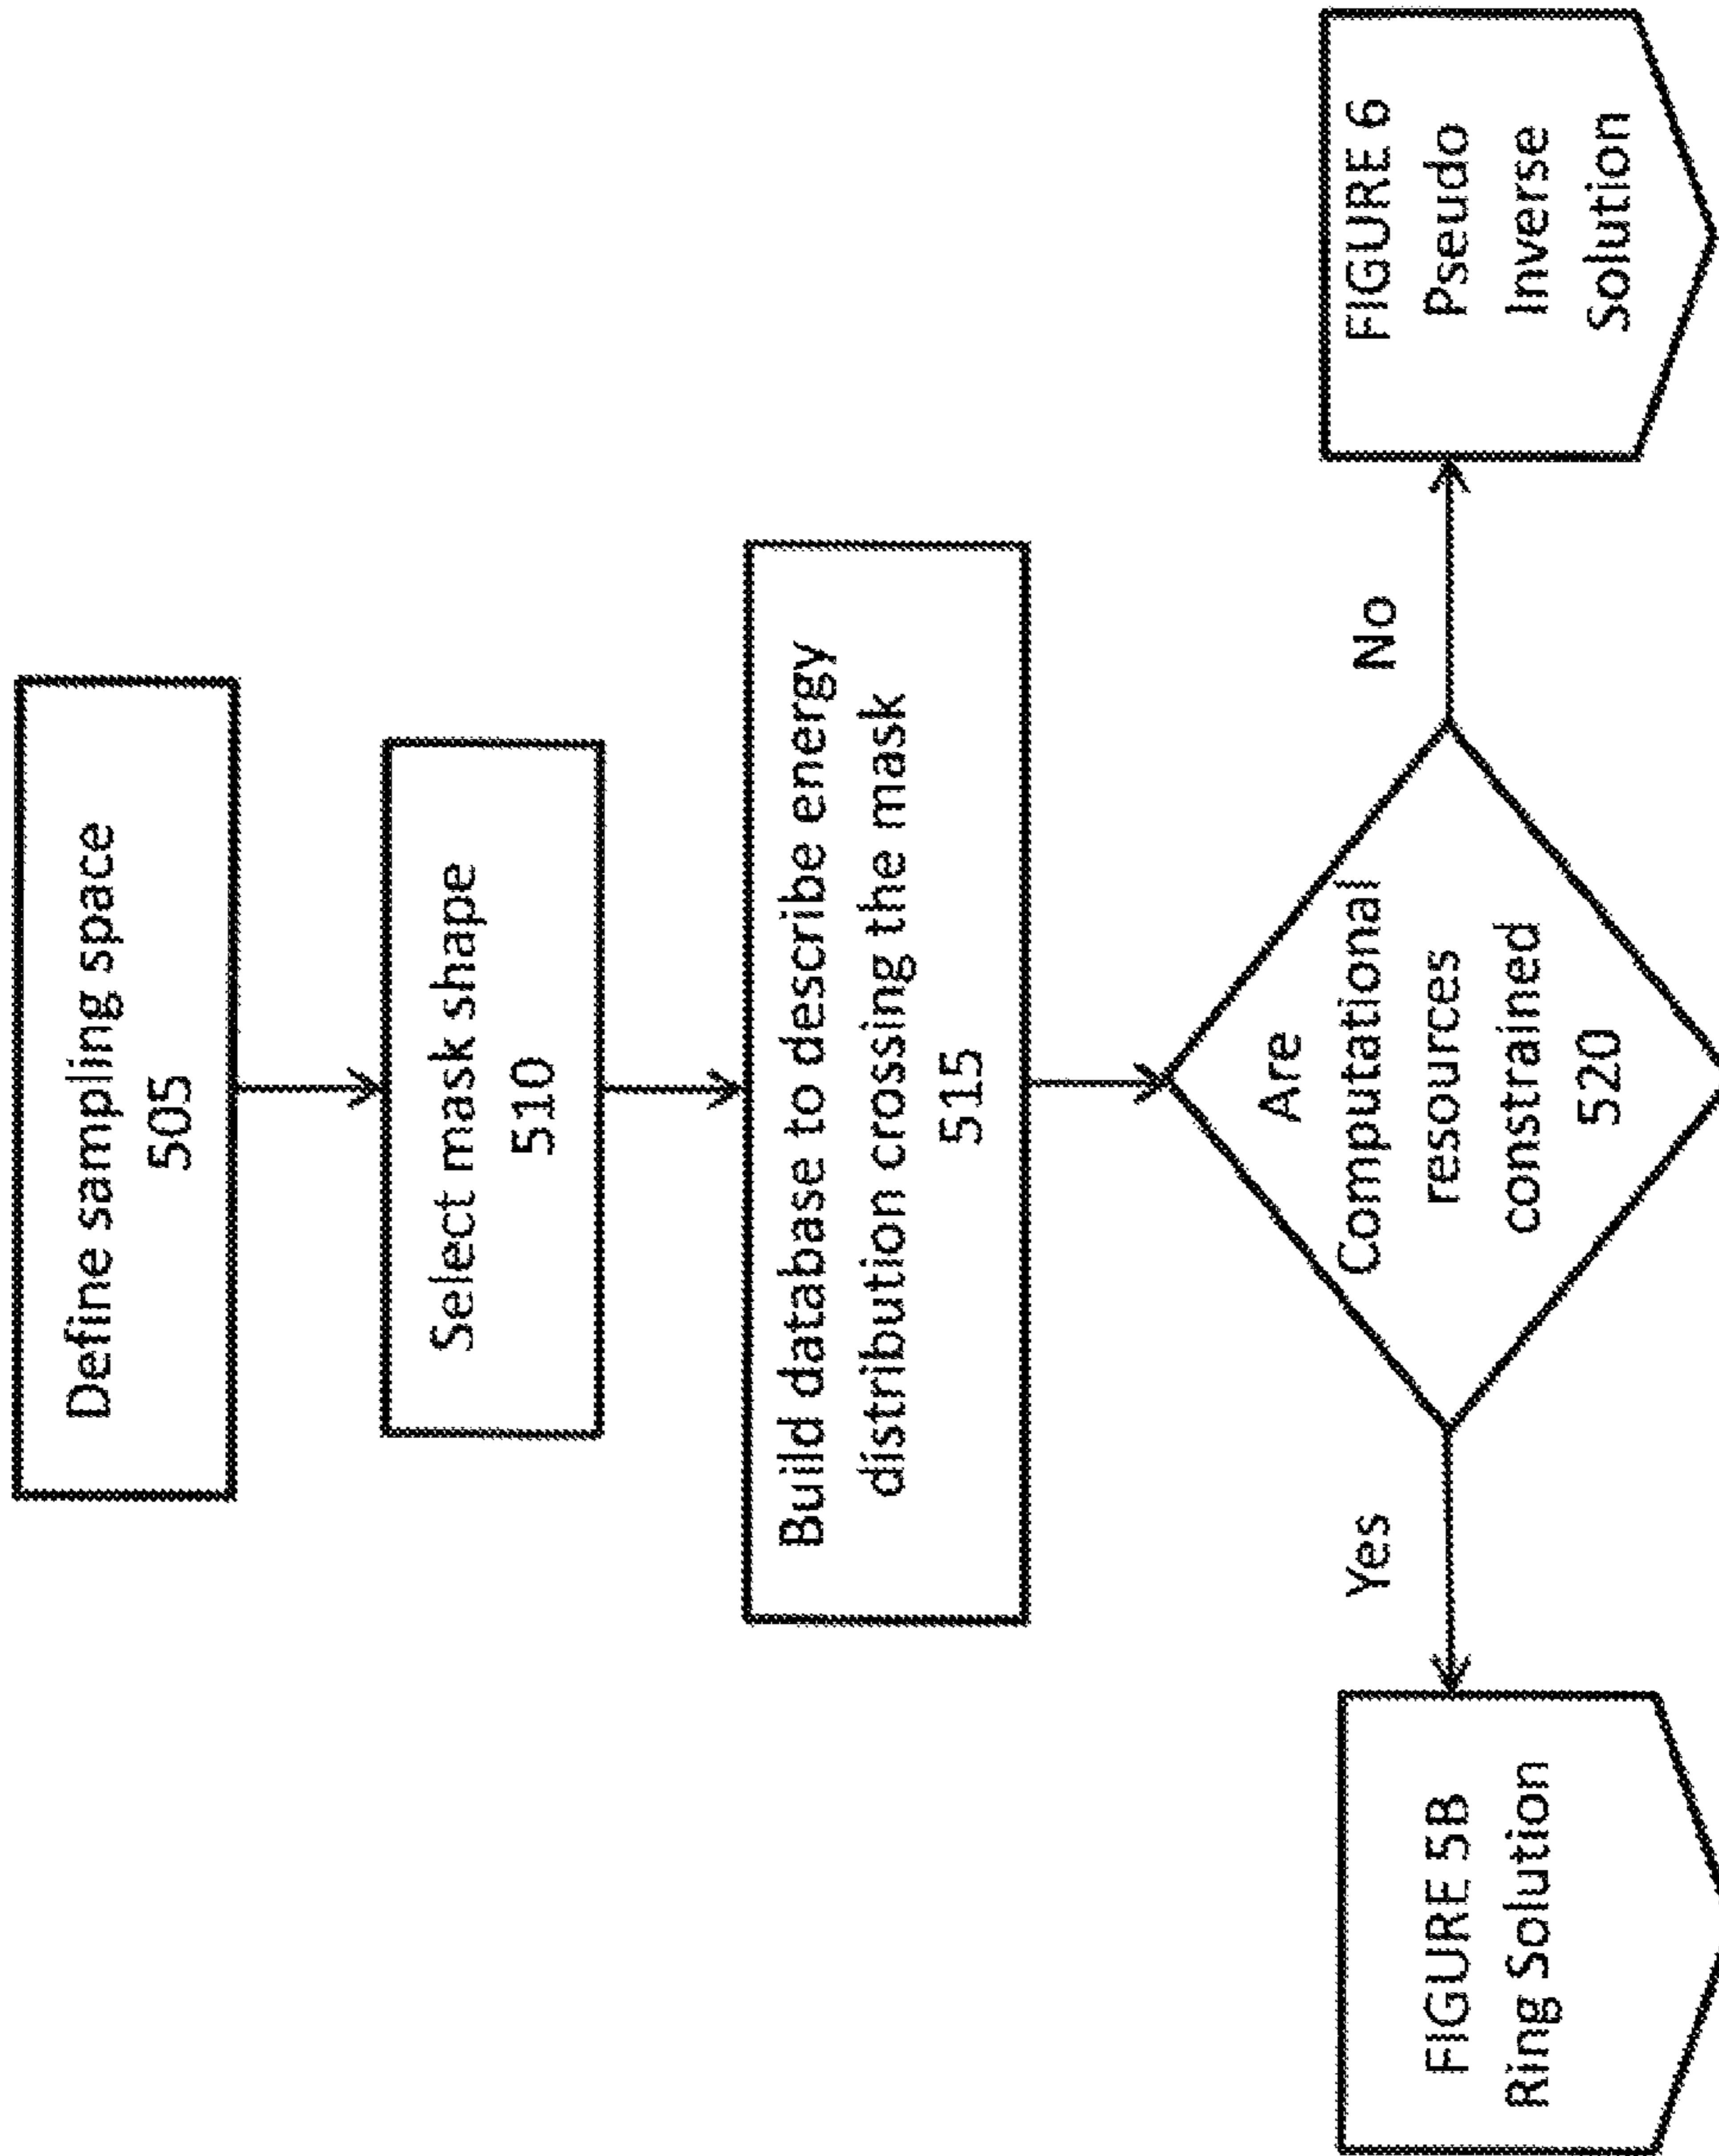 Define sampling space
505
Select mask shape
510
Build database to describe energy
distribution crossing the mask
515
Are
Computational
resources
constrained
520
Yes
No
FIGURE 5B
Ring Solution
FIGURE 6
Pseudo
Inverse
Solution